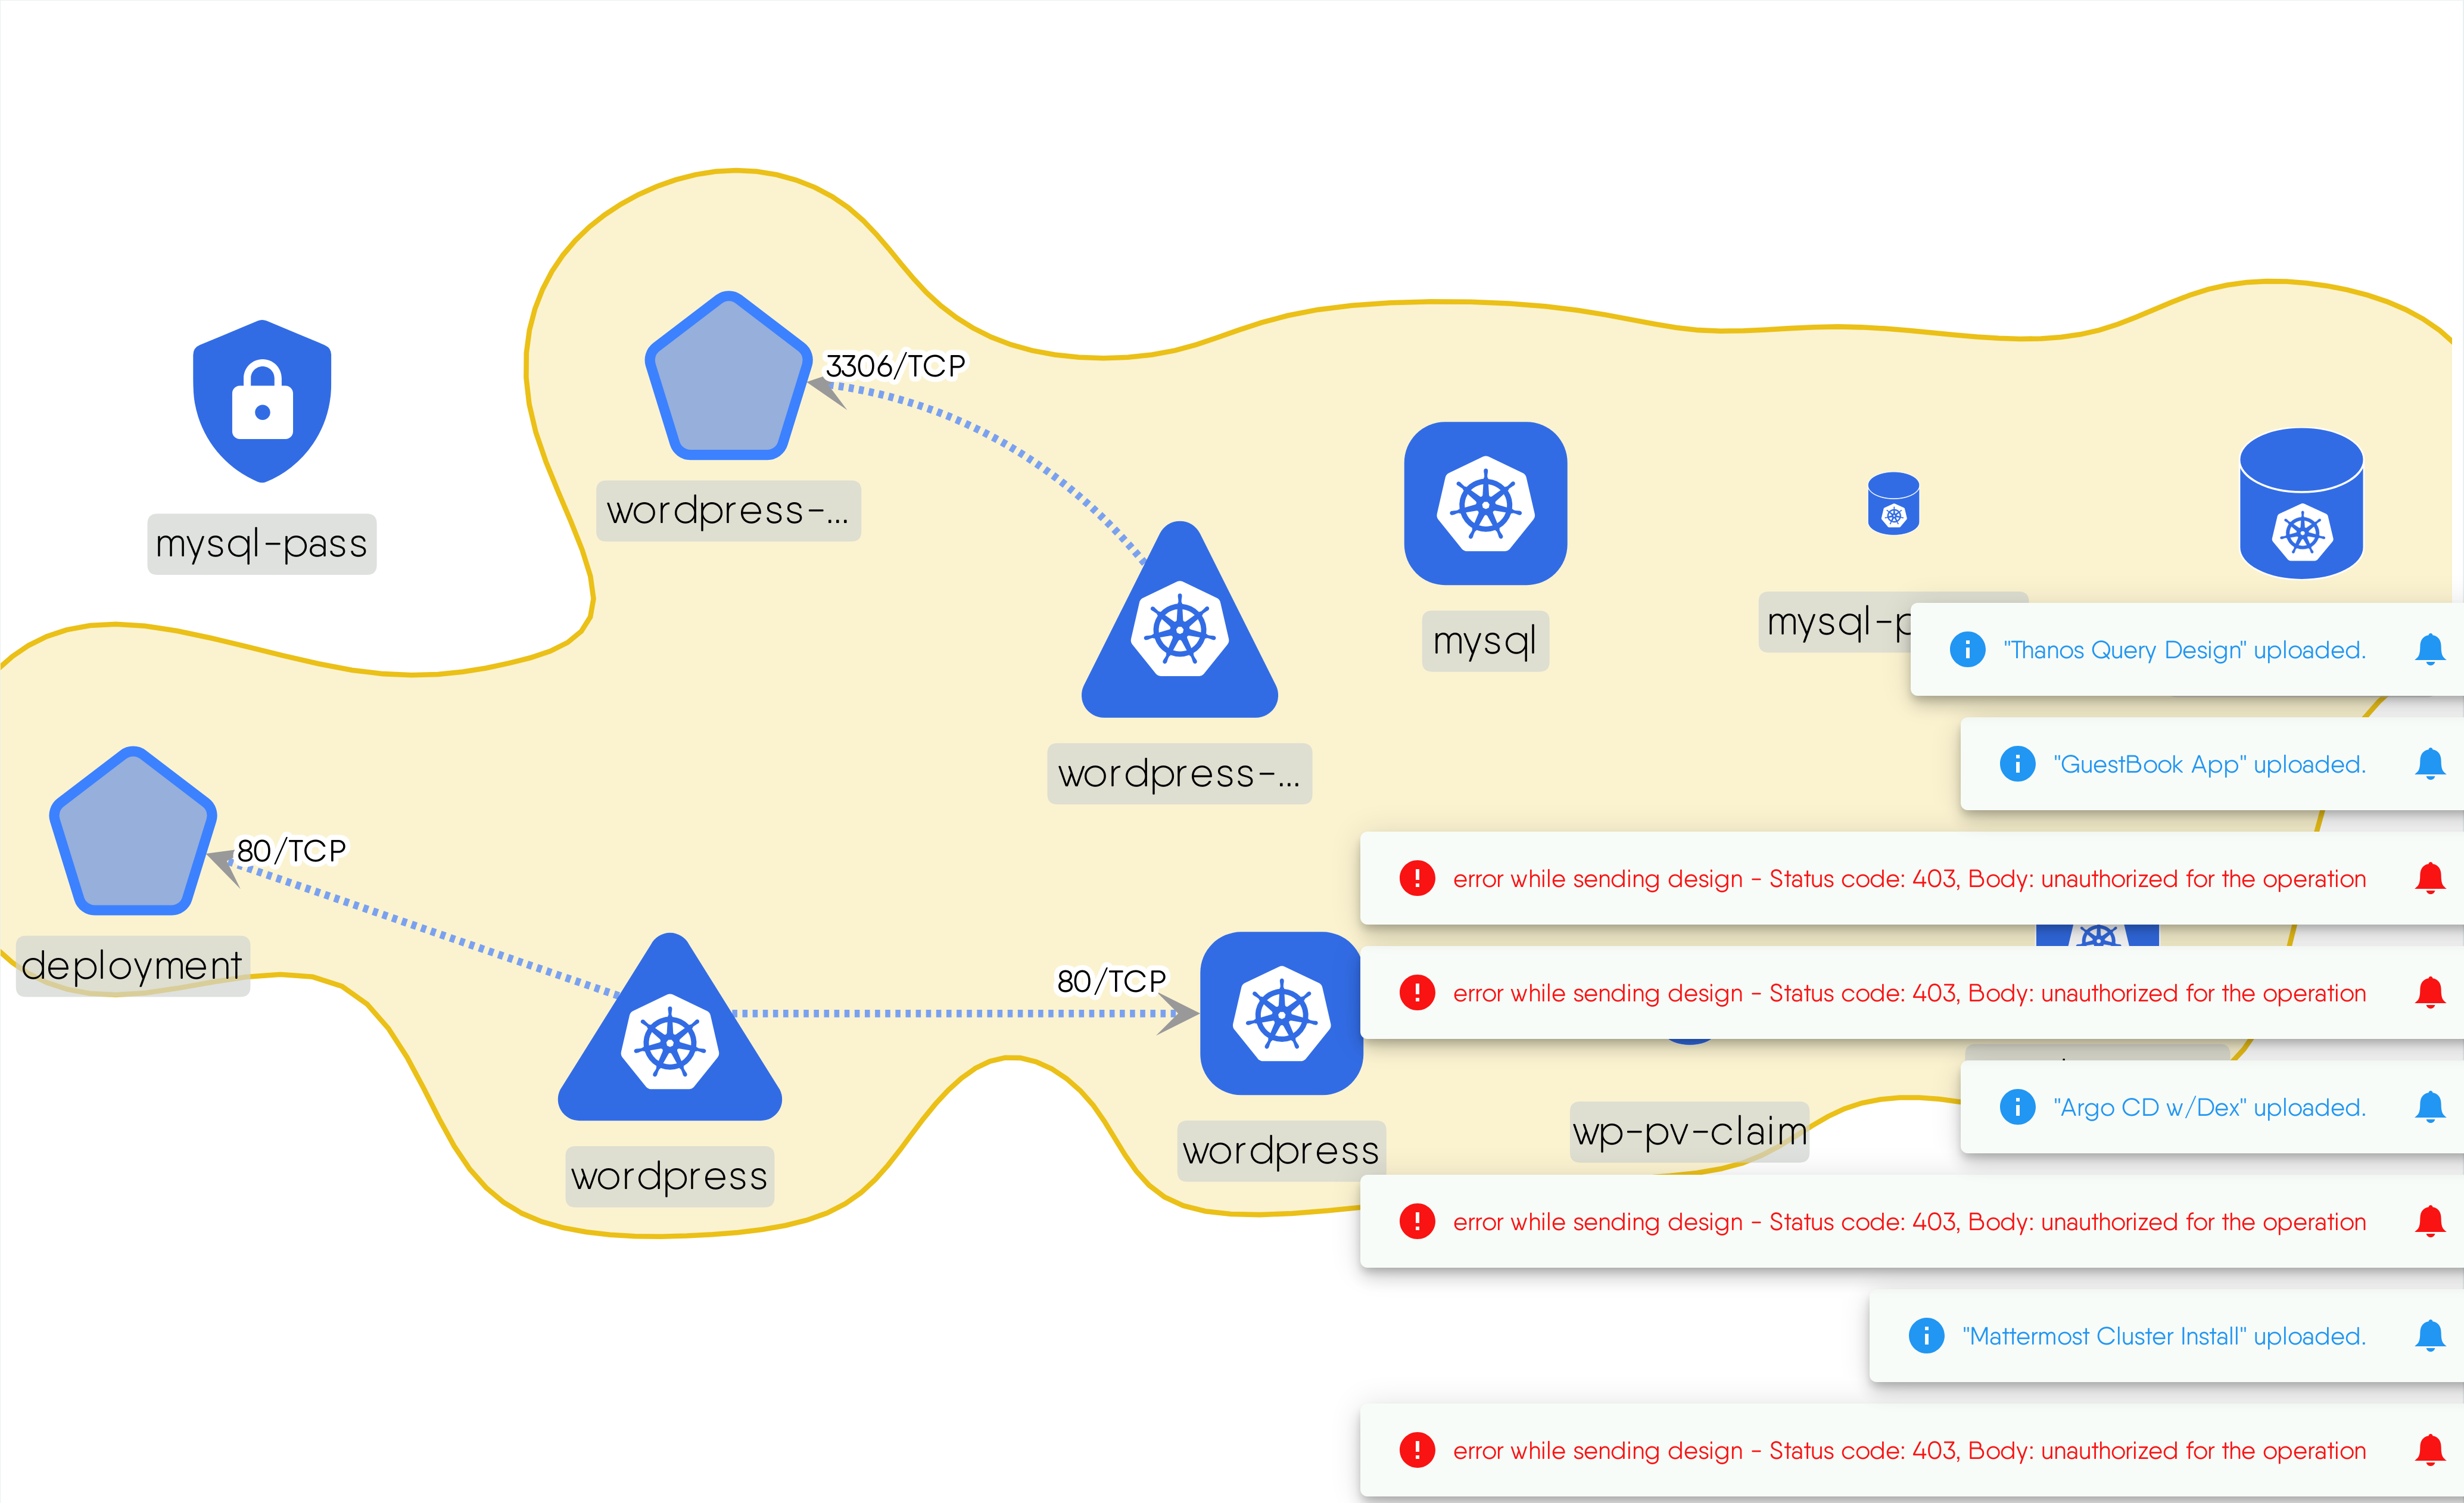 3306/TCP
wordpress-...
mysql-pass
mysql
mysql-p
"Thanos Query Design" uploaded.
wordpress-...
"GuestBook App" uploaded.
80/TCP
error while sending design - Status code: 403, Body: unauthorized for the operation
deployment
80/TCP
error while sending design - Status code: 403, Body: unauthorized for the operation
wordpress
wordpress
wp-pv-claim
"Argo CD w/Dex" uploaded.
error while sending design - Status code: 403, Body: unauthorized for the operation
"Mattermost Cluster Install" uploaded.
error while sending design - Status code: 403, Body: unauthorized for the operation